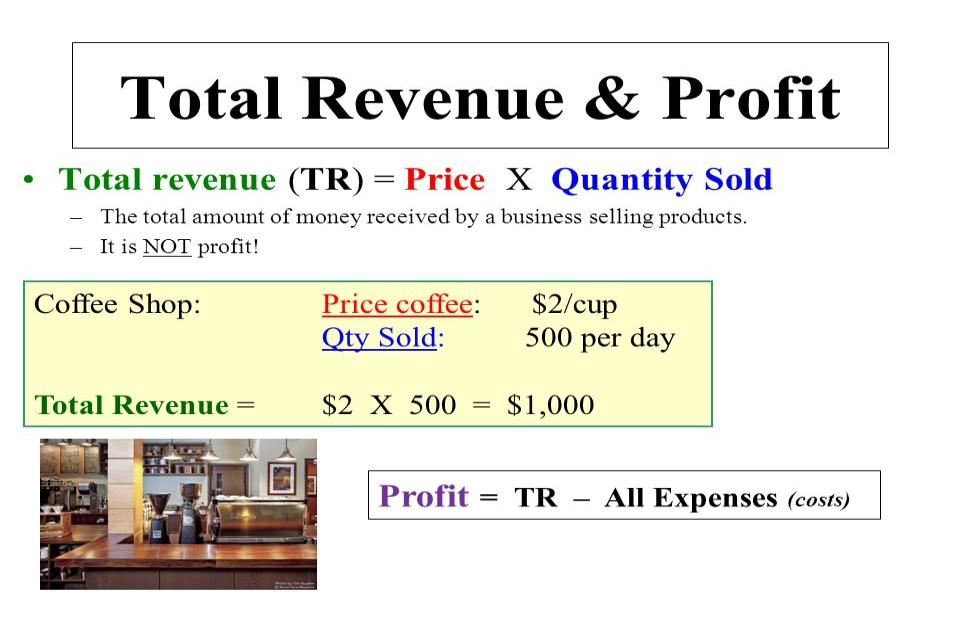 Total Revenue & Profit
• Total revenue (TR) = Price X Quantity Sold
– The total amount of money received by a business selling products.
– It is NOT profit!
Coffee Shop: Price coffee: $2/cup
Qty Sold: 500 per day
Total Revenue = $2 X 500 = $1,000
Profit = TR – All Expenses (costs)